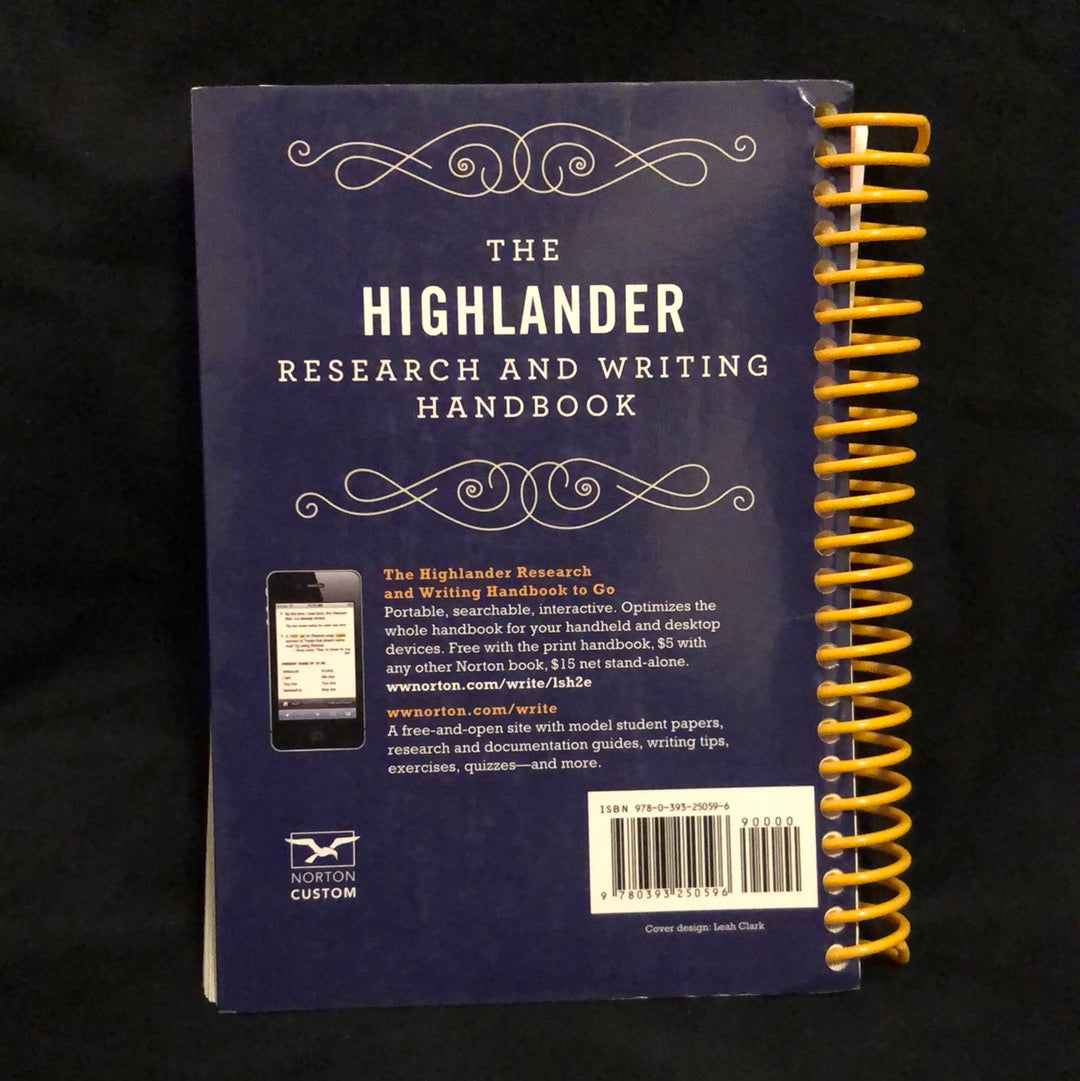 THE
HIGHLANDER
RESEARCH AND WRITING
HANDBOOK
The Highlander Research
and Writing Handbook to Go
Portable, searchable, interactive. Optimizes the
whole handbook for your handheld and desktop
devices. Free with the print handbook, $5 with
any other Norton book, $15 net stand-alone.
wwnorton.com/write/lsh2e
wwnorton.com/write
A free-and-open site with model student papers,
research and documentation guides, writing tips,
exercises, quizzes—and more.
ISBN 978-0-393-25059-6
90000
9 780393 250596
NORTON
CUSTOM
Cover design: Leah Clark